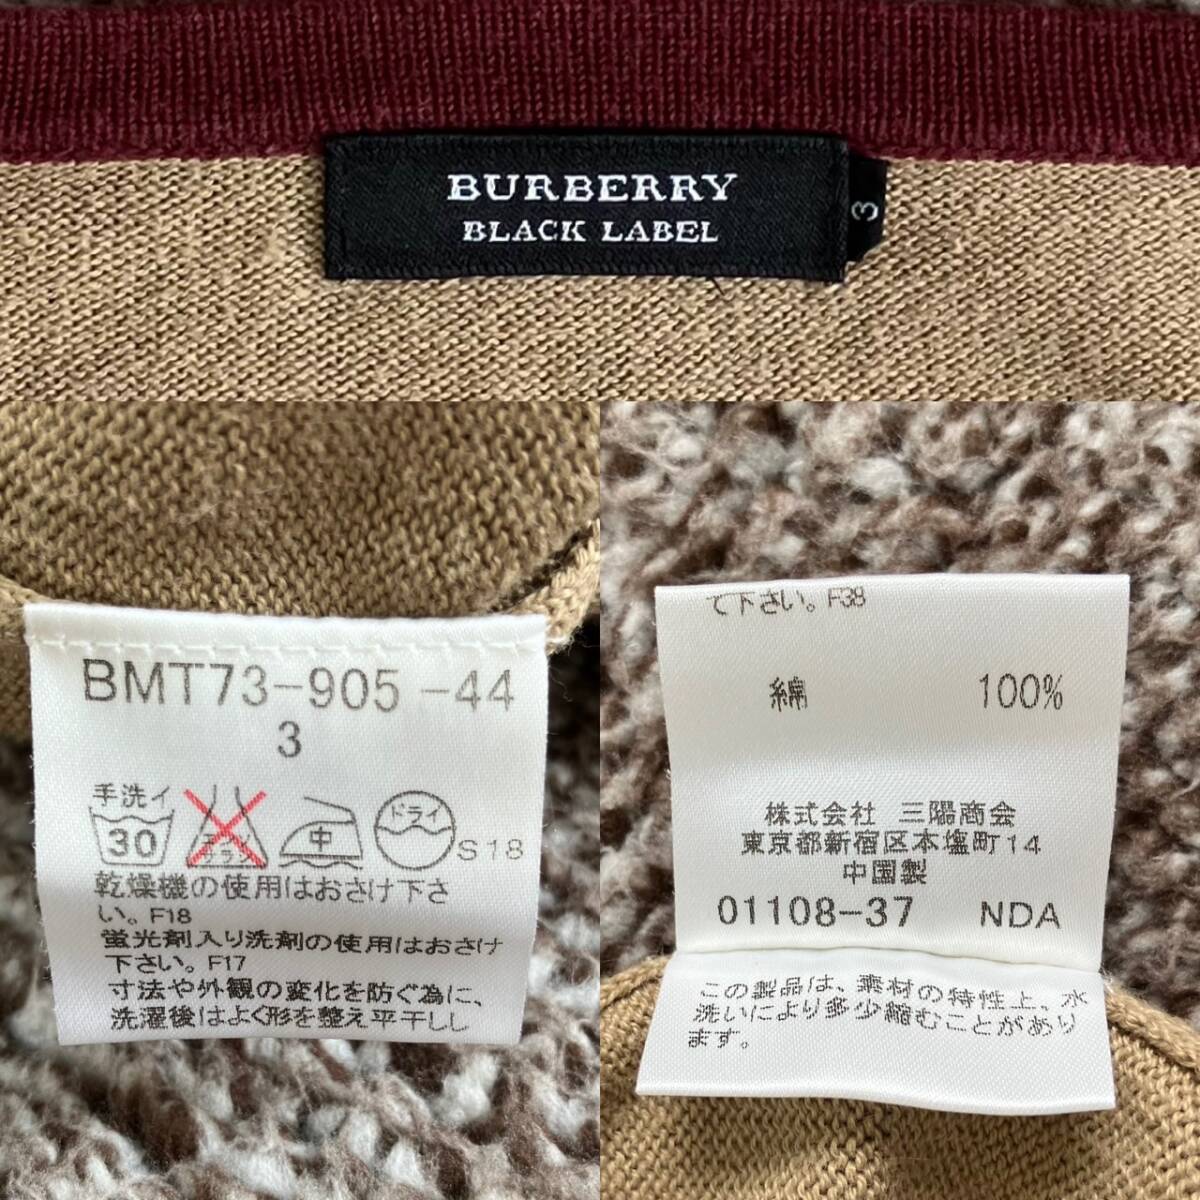 BURBERRY
BLACK LABEL
3
BMT73-905-44
3
手洗イ
30
エンソ
サラシ
中
ドライ
S18
乾燥機の使用はおさけ下さ
い。F18
蛍光剤入り洗剤の使用はおさけ
下さい。F17
寸法や外観の変化を防ぐ為に、
洗濯後はよく形を整え平干しし
て下さい。F38
綿 100%
株式会社 三陽商会
東京都新宿区本塩町14
中国製
01108-37 NDA
この製品は、素材の特性上、水
洗いにより多少縮むことがあり
ます。